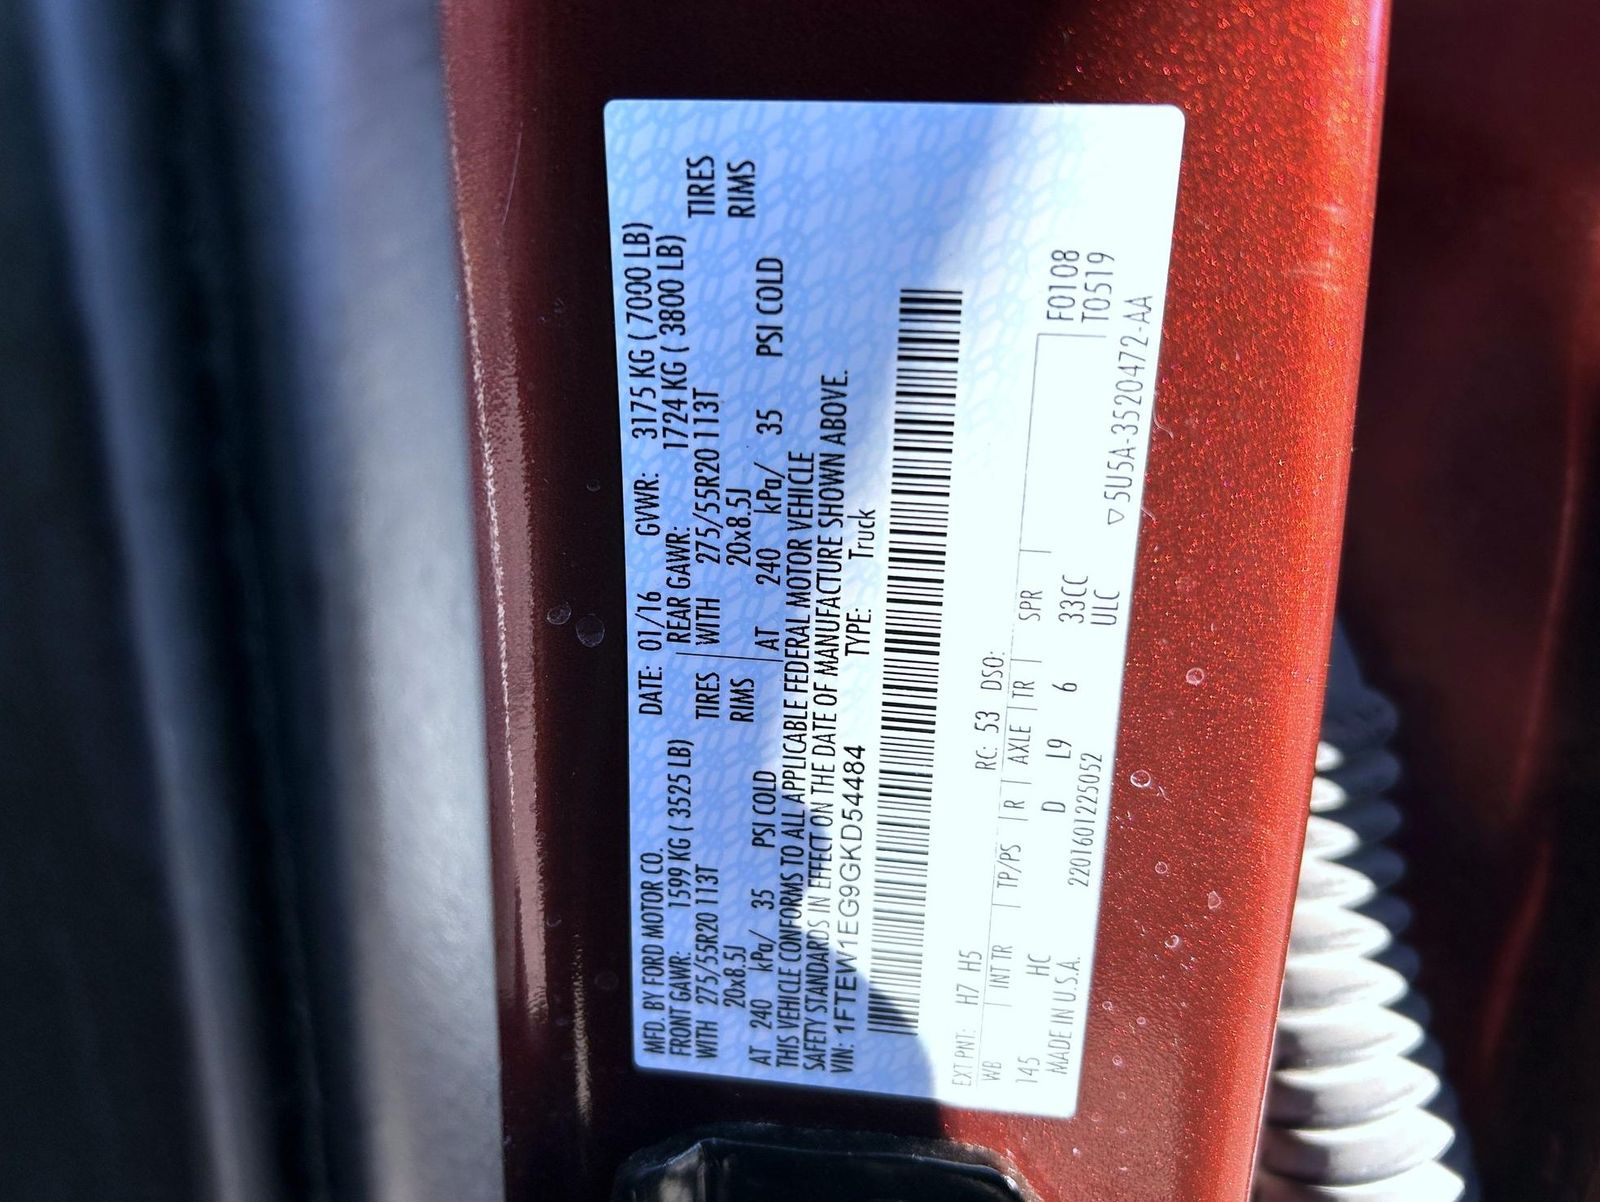 MFD. BY FORD MOTOR CO. DATE: 01/16 GVWR: 3175 KG ( 7000 LB)
FRONT GAWR: 1599 KG ( 3525 LB) REAR GAWR: 1724 KG ( 3800 LB)
WITH 275/55R20 113T TIRES WITH 275/55R20 113T TIRES
20x8.5J RIMS 20x8.5J RIMS
AT 240 kPa/ 35 PSI COLD AT 240 kPa/ 35 PSI COLD
THIS VEHICLE CONFORMS TO ALL APPLICABLE FEDERAL MOTOR VEHICLE
SAFETY STANDARDS IN EFFECT ON THE DATE OF MANUFACTURE SHOWN ABOVE.
VIN: 1FTEW1EG9GKD54484 TYPE: Truck
EXT PNT: H7 H5 RC: 53 DSO:
WB INT TR TP/PS R AXLE TR SPR F0108
145 HC D L9 6 33CC T0519
MADE IN U.S.A. 2201601225052 ULC
▽ 5U5A-3520472-AA